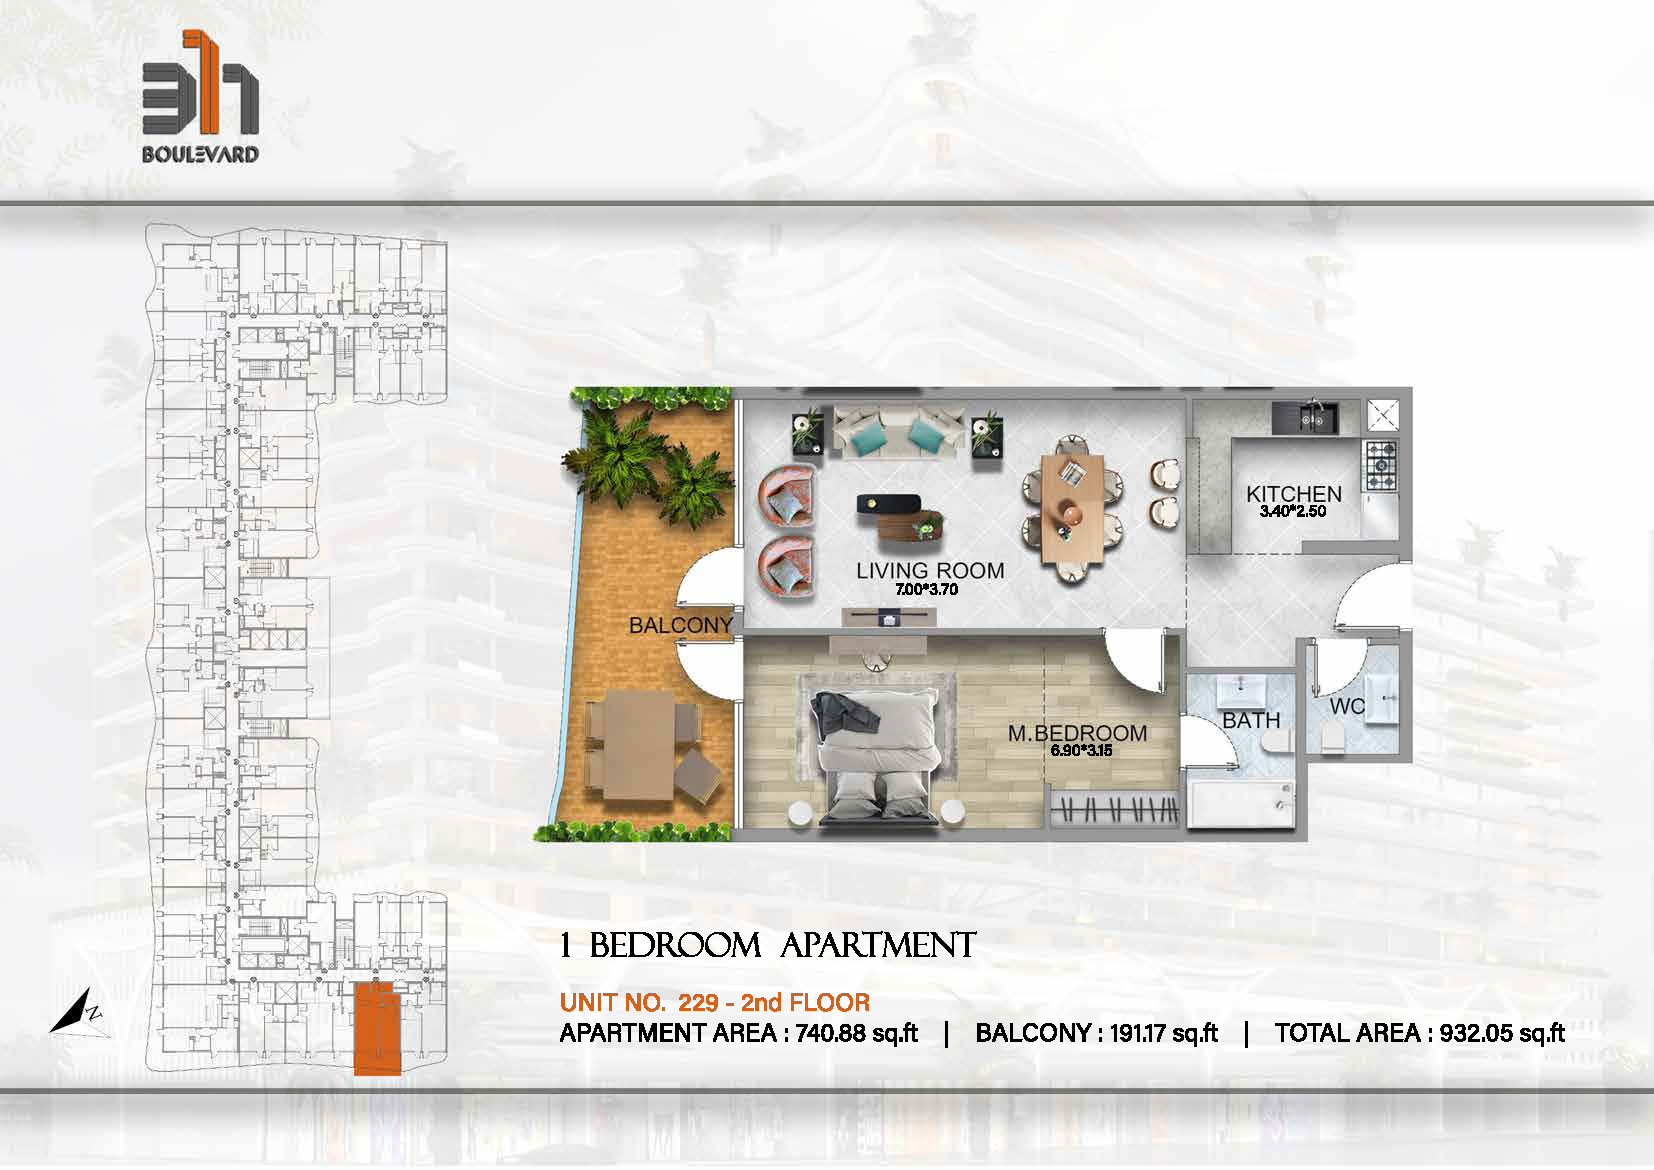 311
BOULEVARD
KITCHEN
3.40*2.50
LIVING ROOM
7.00*3.70
BALCONY
M.BEDROOM
6.90*3.15
BATH
WC
Z
1 BEDROOM APARTMENT
UNIT NO. 229 - 2nd FLOOR
APARTMENT AREA : 740.88 sq.ft | BALCONY : 191.17 sq.ft | TOTAL AREA : 932.05 sq.ft